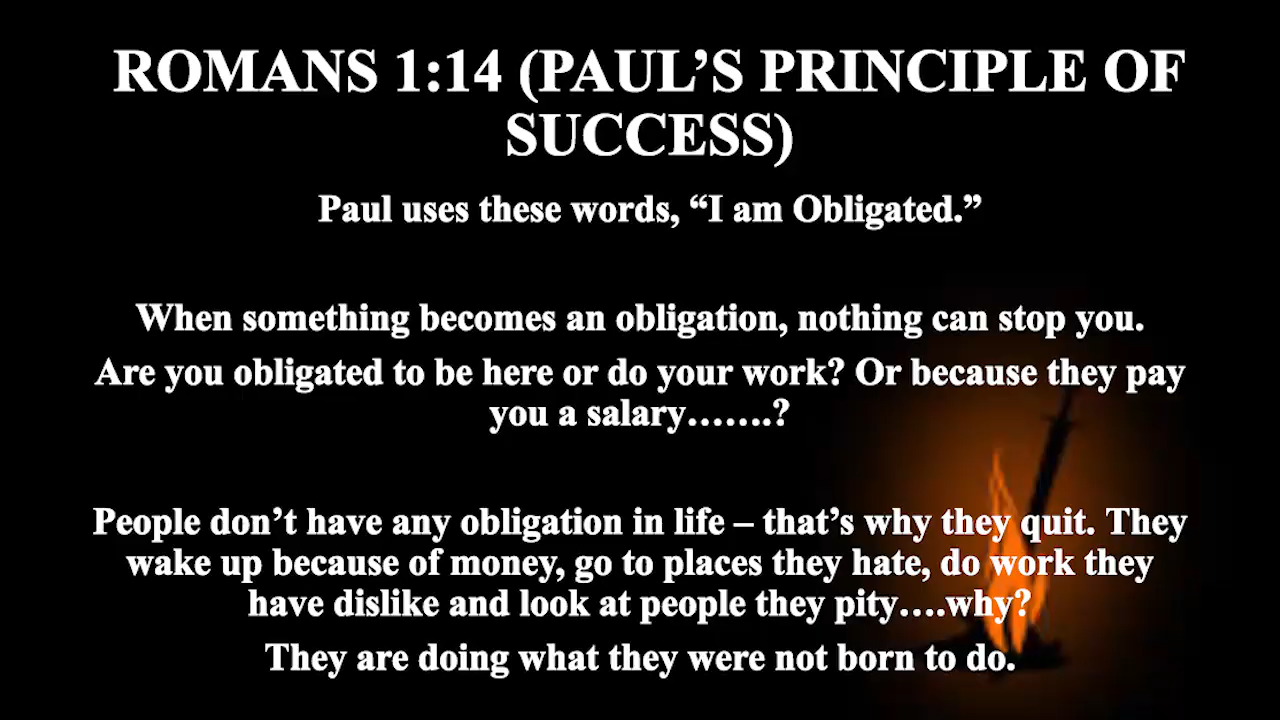 ROMANS 1:14 (PAUL’S PRINCIPLE OF
SUCCESS)
Paul uses these words, “I am Obligated.”
When something becomes an obligation, nothing can stop you.
Are you obligated to be here or do your work? Or because they pay
you a salary…….?
People don’t have any obligation in life – that’s why they quit. They
wake up because of money, go to places they hate, do work they
have dislike and look at people they pity….why?
They are doing what they were not born to do.